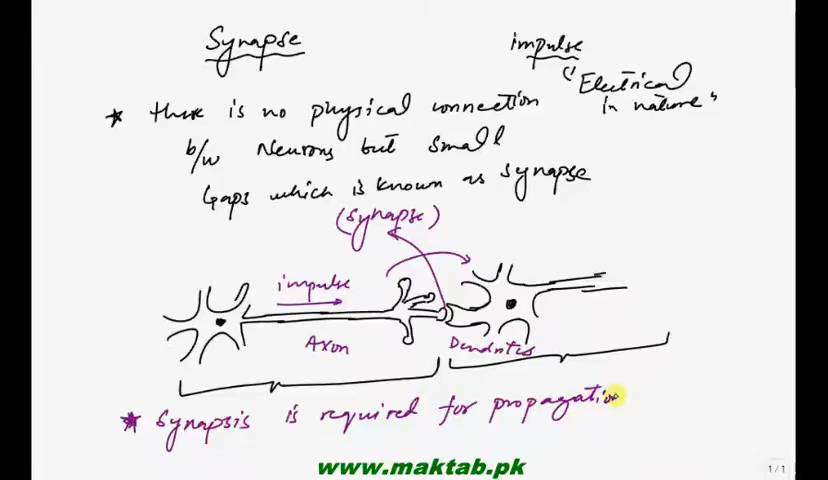 Synapse
impulse
"Electrical
in nature"
* there is no physical connection
b/w Neurons but small
Gaps which is known as synapse
(synapse)
impulse
Axon
Dendrites
* Synapsis is required for propagation
www.maktab.pk
1/1